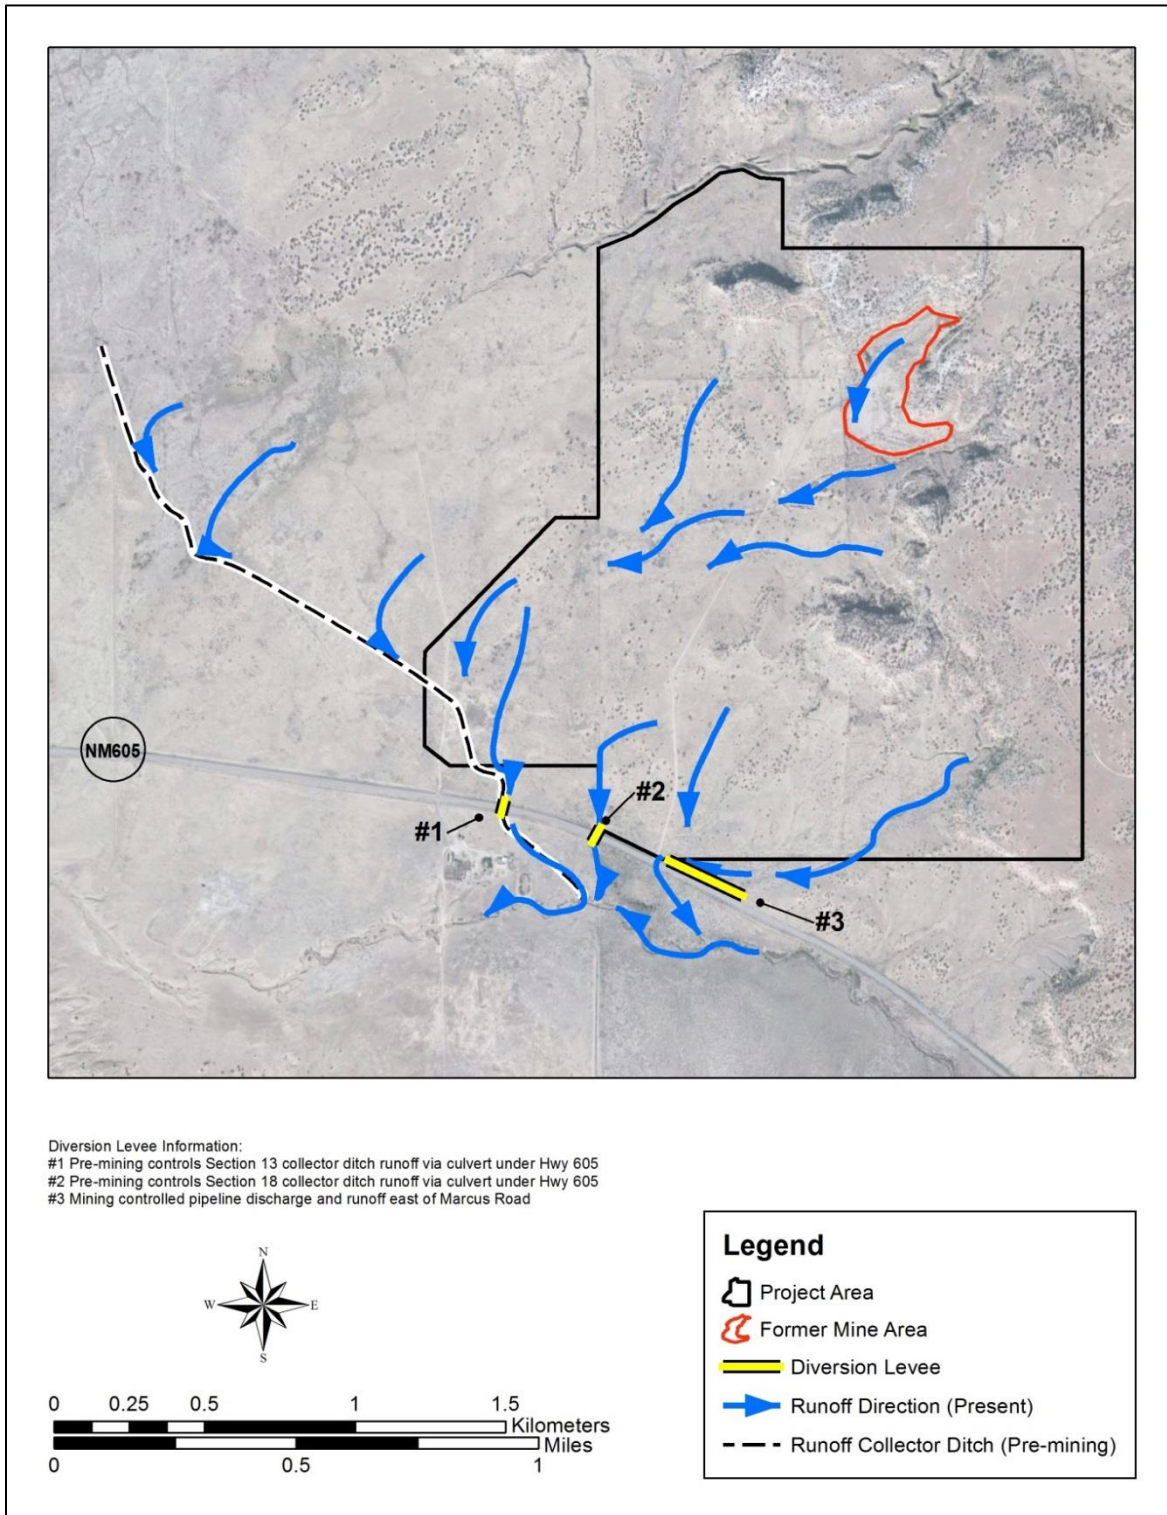 NM605
#1
#2
#3
Diversion Levee Information:
#1 Pre-mining controls Section 13 collector ditch runoff via culvert under Hwy 605
#2 Pre-mining controls Section 18 collector ditch runoff via culvert under Hwy 605
#3 Mining controlled pipeline discharge and runoff east of Marcus Road
N
W E
S
0 0.25 0.5 1 1.5
Kilometers
Miles
0 0.5 1
Legend
Project Area
Former Mine Area
Diversion Levee
Runoff Direction (Present)
Runoff Collector Ditch (Pre-mining)